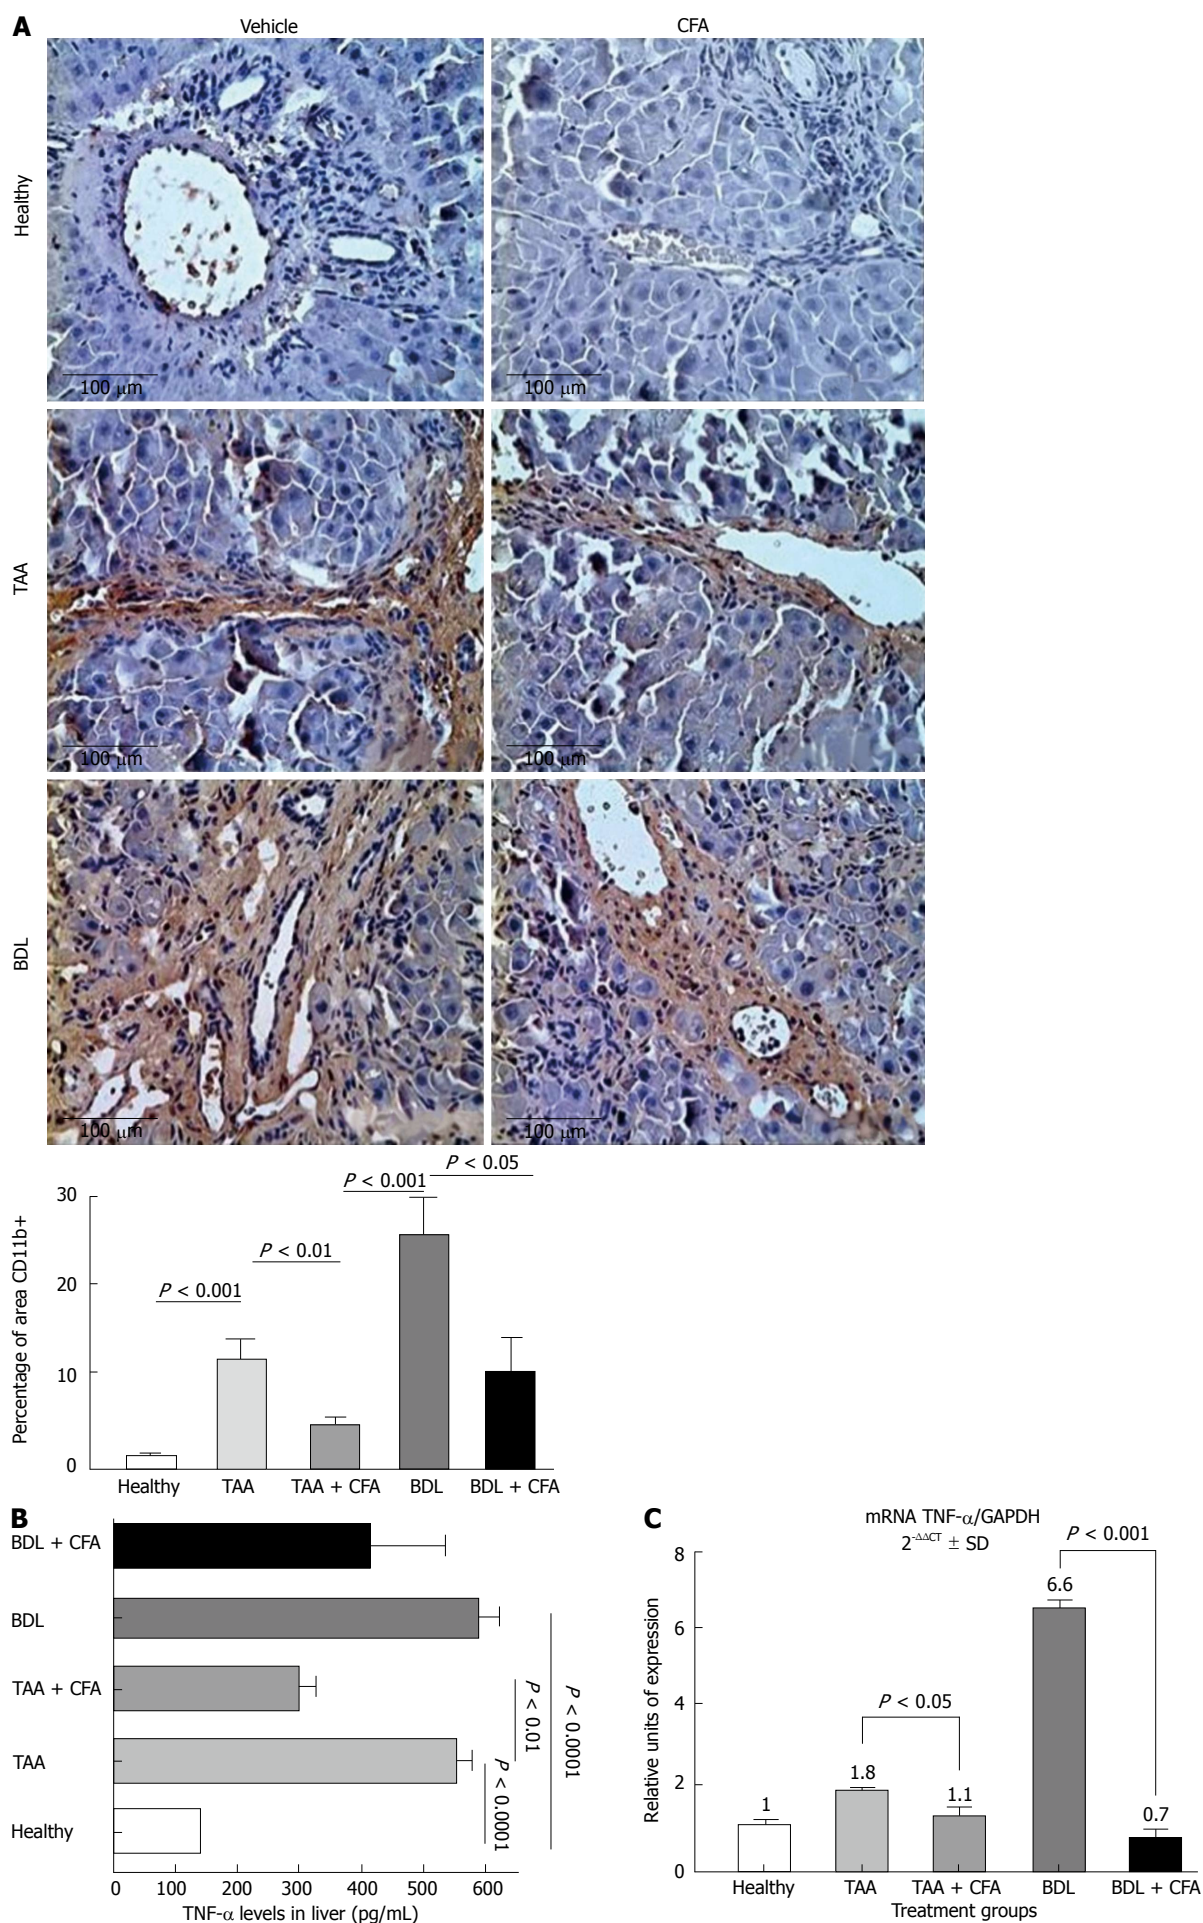 A
Vehicle
CFA
Healthy
100 μm
100 μm
TAA
100 μm
100 μm
BDL
100 μm
100 μm
Percentage of area CD11b+
30
20
10
0
P < 0.001
P < 0.01
P < 0.001
P < 0.05
Healthy
TAA
TAA + CFA
BDL
BDL + CFA
B
BDL + CFA
BDL
TAA + CFA
TAA
Healthy
P < 0.0001
P < 0.01
P < 0.0001
0
100
200
300
400
500
600
TNF-α levels in liver (pg/mL)
C
mRNA TNF-α/GAPDH
2^-ΔΔCT ± SD
Relative units of expression
8
6
4
2
0
P < 0.05
P < 0.001
1
1.8
1.1
6.6
0.7
Healthy
TAA
TAA + CFA
BDL
BDL + CFA
Treatment groups